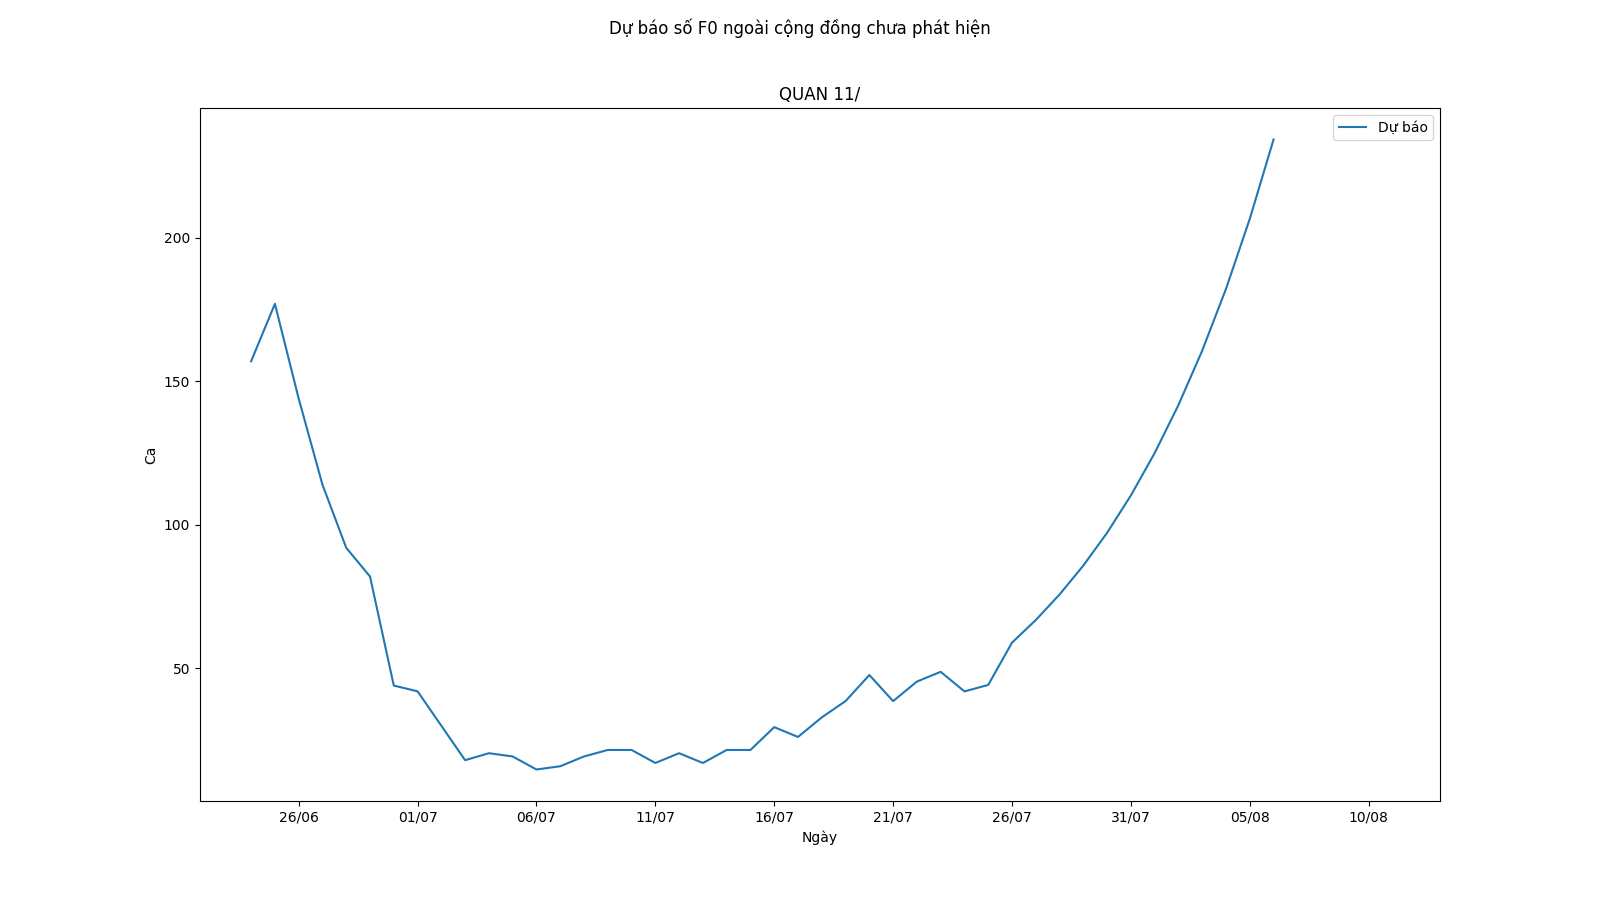 Dự báo số F0 ngoài cộng đồng chưa phát hiện
QUAN 11/
Dự báo
200
150
100
50
Ca
26/06 01/07 06/07 11/07 16/07 21/07 26/07 31/07 05/08 10/08
Ngày